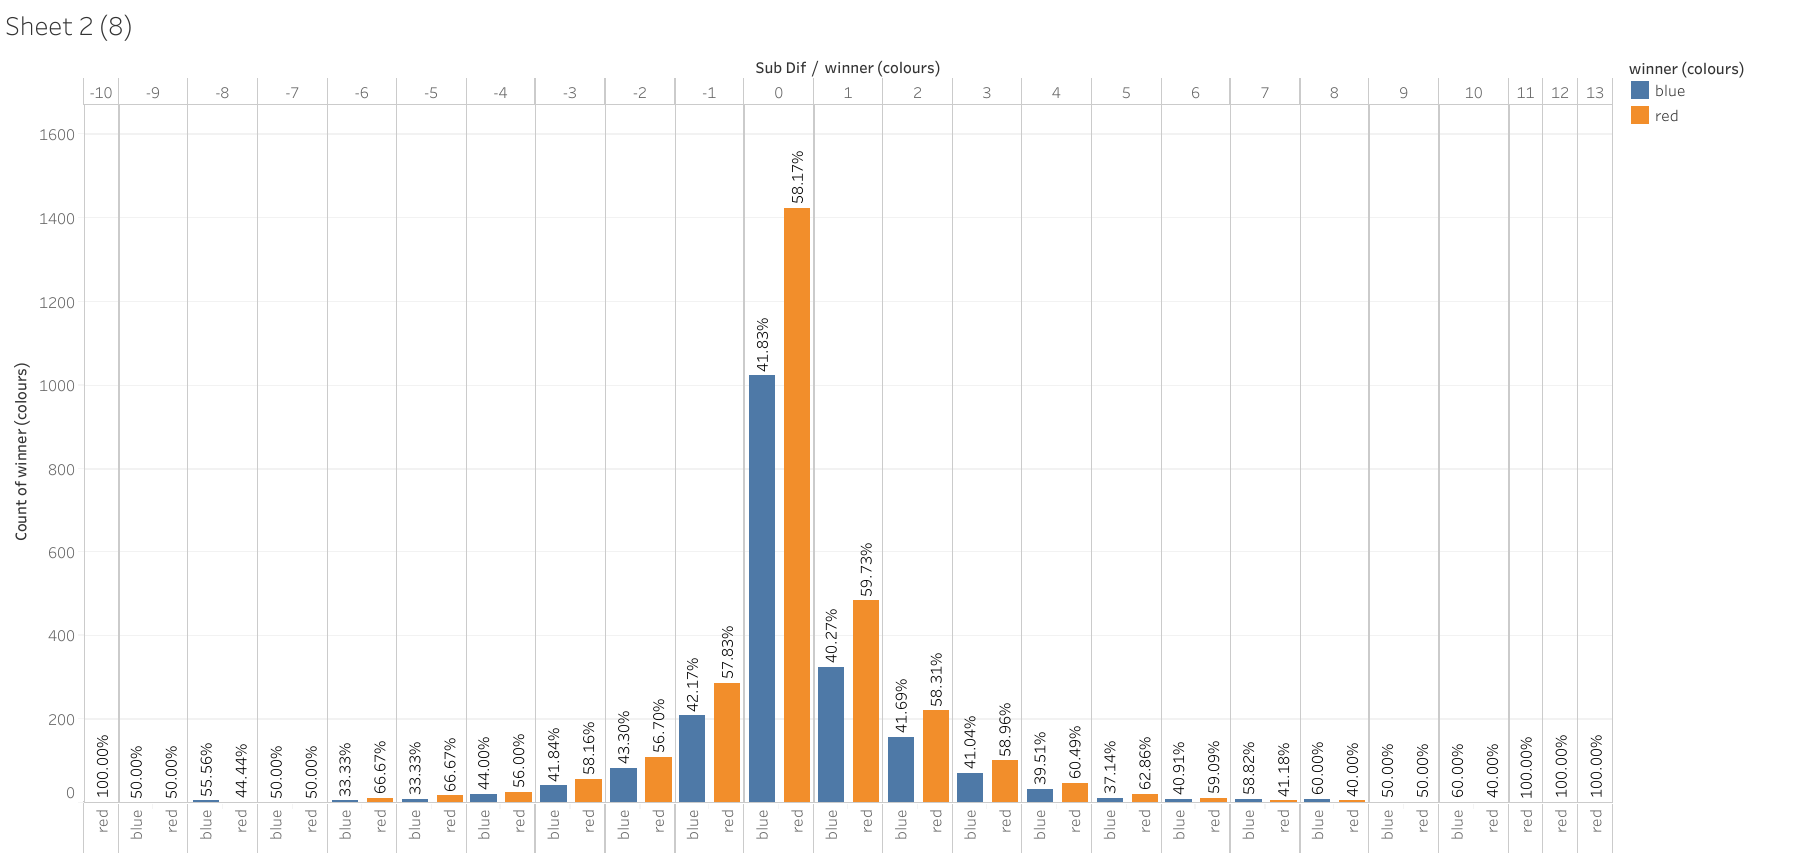 Sheet 2 (8)
Sub Dif / winner (colours)
winner (colours)
blue
red
-10 -9 -8 -7 -6 -5 -4 -3 -2 -1 0 1 2 3 4 5 6 7 8 9 10 11 12 13
Count of winner (colours)
1600
1400
1200
1000
800
600
400
200
0
100.00% 50.00% 50.00% 55.56% 44.44% 50.00% 50.00% 33.33% 66.67% 33.33% 66.67% 44.00% 56.00% 41.84% 58.16% 43.30% 56.70% 42.17% 57.83% 41.83% 58.17% 40.27% 59.73% 41.69% 58.31% 41.04% 58.96% 39.51% 60.49% 37.14% 62.86% 40.91% 59.09% 58.82% 41.18% 60.00% 40.00% 50.00% 50.00% 60.00% 40.00% 100.00% 100.00% 100.00%
red blue red blue red blue red blue red blue red blue red blue red blue red blue red blue red blue red blue red blue red blue red blue red blue red blue red blue red blue red blue red red red red